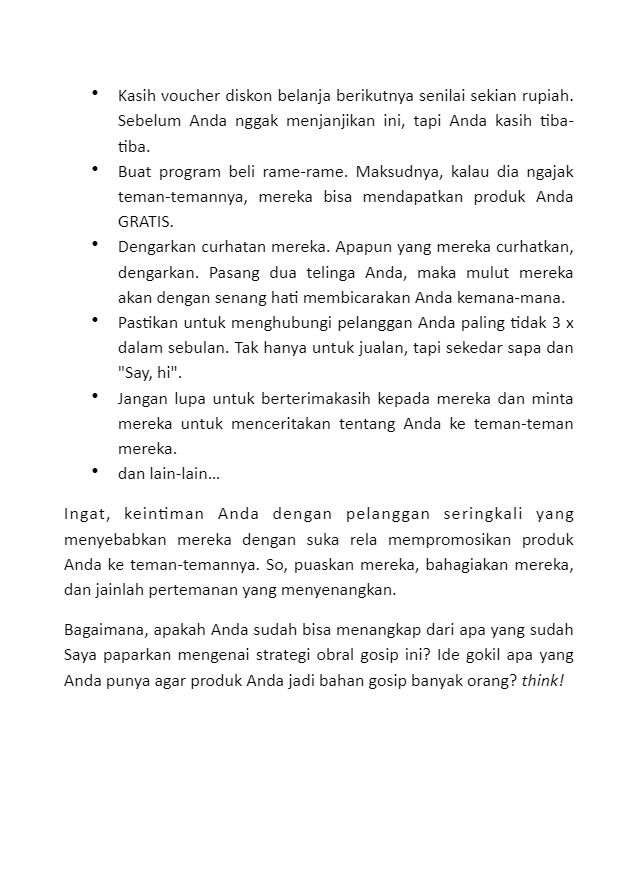 • Kasih voucher diskon belanja berikutnya senilai sekian rupiah.
Sebelum Anda nggak menjanjikan ini, tapi Anda kasih tiba-
tiba.
• Buat program beli rame-rame. Maksudnya, kalau dia ngajak
teman-temannya, mereka bisa mendapatkan produk Anda
GRATIS.
• Dengarkan curhatan mereka. Apapun yang mereka curhatkan,
dengarkan. Pasang dua telinga Anda, maka mulut mereka
akan dengan senang hati membicarakan Anda kemana-mana.
• Pastikan untuk menghubungi pelanggan Anda paling tidak 3 x
dalam sebulan. Tak hanya untuk jualan, tapi sekedar sapa dan
"Say, hi".
• Jangan lupa untuk berterimakasih kepada mereka dan minta
mereka untuk menceritakan tentang Anda ke teman-teman
mereka.
• dan lain-lain...
Ingat, keintiman Anda dengan pelanggan seringkali yang
menyebabkan mereka dengan suka rela mempromosikan produk
Anda ke teman-temannya. So, puaskan mereka, bahagiakan mereka,
dan jainlah pertemanan yang menyenangkan.
Bagaimana, apakah Anda sudah bisa menangkap dari apa yang sudah
Saya paparkan mengenai strategi obral gosip ini? Ide gokil apa yang
Anda punya agar produk Anda jadi bahan gosip banyak orang? think!